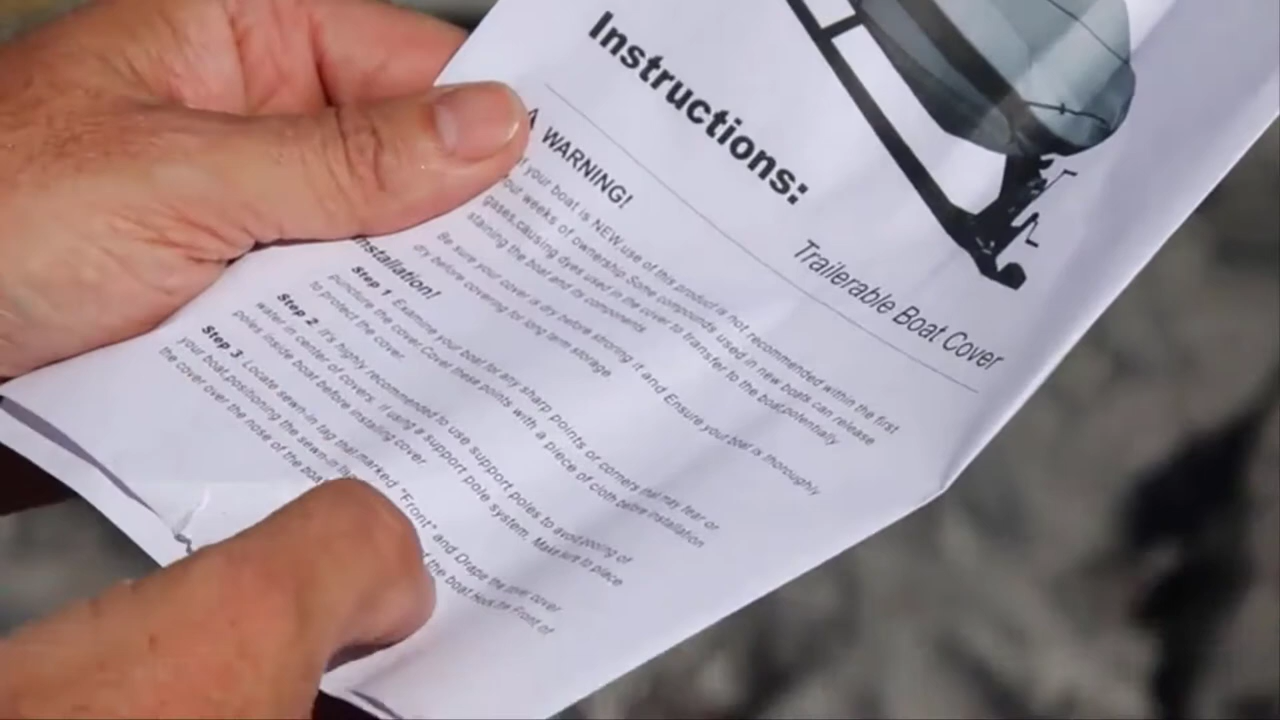 Instructions:
Trailerable Boat Cover
WARNING!
your boat is NEW,use of this product is not recommended within the first
weeks of ownership.Some compounds used in new boats can release
gases,causing dyes used in the cover to transfer to the boat,potentially
staining the boat and its components.
Be sure your cover is dry before storing it and Ensure your boat is thoroughly
dry before covering for long term storage.
Installation!
Step 1 Examine your boat for any sharp points or corners that may tear or
puncture the cover.Cover these points with a piece of cloth before installation
to protect the cover.
Step 2 It's highly recommended to use support poles to avoid pooling of
water in center of covers. If using a support pole system, Make sure to place
poles inside boat before installing cover.
Step 3: Locate sewn-in tag that marked "Front" and Drape the cover
your boat,positioning the sewn-in the boat.Hook the Front of
the cover over the nose of the boat